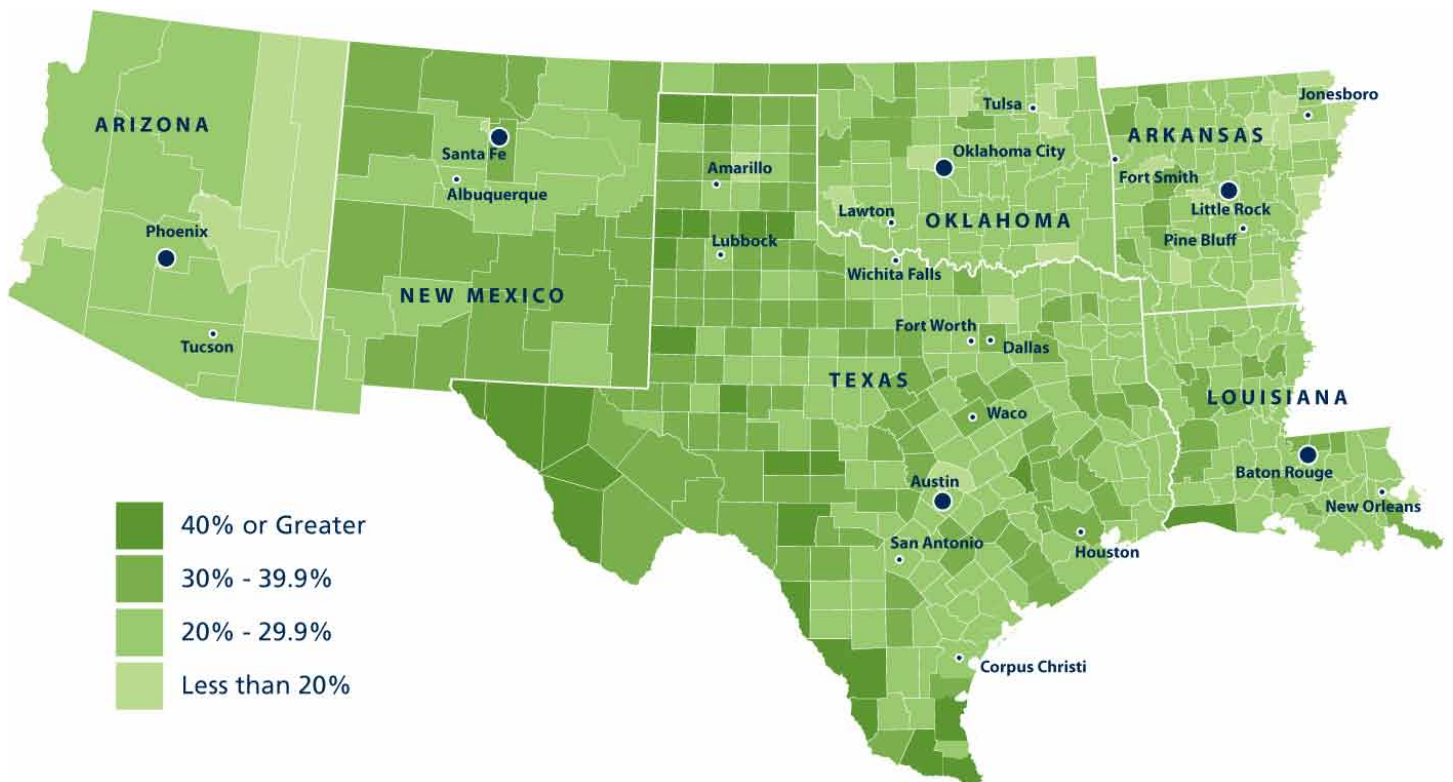 ARIZONA
Phoenix
Tucson
Santa Fe
Albuquerque
NEW MEXICO
Amarillo
Lubbock
Tulsa
Oklahoma City
Lawton
OKLAHOMA
Wichita Falls
Jonesboro
ARKANSAS
Fort Smith
Little Rock
Pine Bluff
Fort Worth
Dallas
TEXAS
Waco
Austin
San Antonio
Houston
Corpus Christi
LOUISIANA
Baton Rouge
New Orleans
40% or Greater
30% - 39.9%
20% - 29.9%
Less than 20%